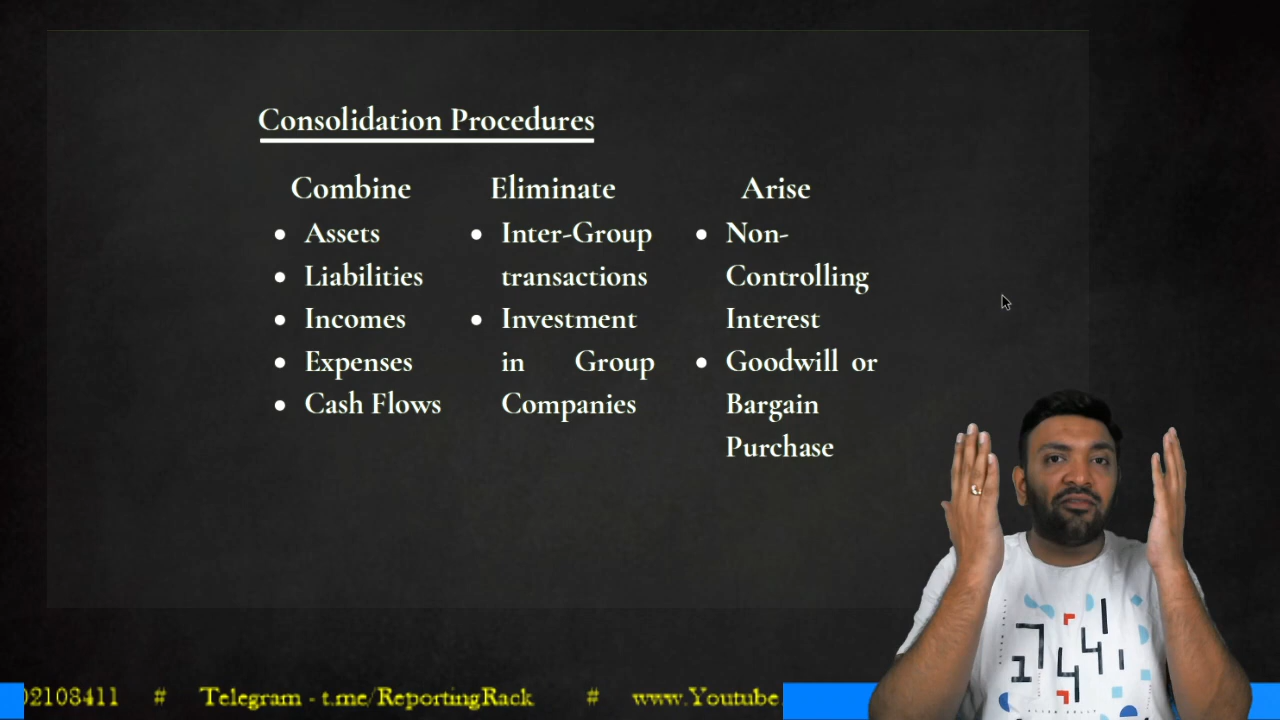 Consolidation Procedures
Combine
• Assets
• Liabilities
• Incomes
• Expenses
• Cash Flows
Eliminate
• Inter-Group
transactions
• Investment
in Group
Companies
Arise
• Non-
Controlling
Interest
• Goodwill or
Bargain
Purchase
02108411 # Telegram - t.me/ReportingRack # www.Youtube.